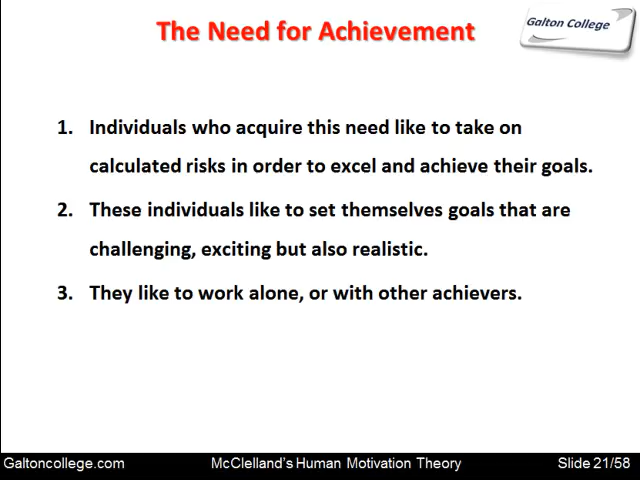 The Need for Achievement
Galton College
1. Individuals who acquire this need like to take on
calculated risks in order to excel and achieve their goals.
2. These individuals like to set themselves goals that are
challenging, exciting but also realistic.
3. They like to work alone, or with other achievers.
Galtoncollege.com
McClelland's Human Motivation Theory
Slide 21/58